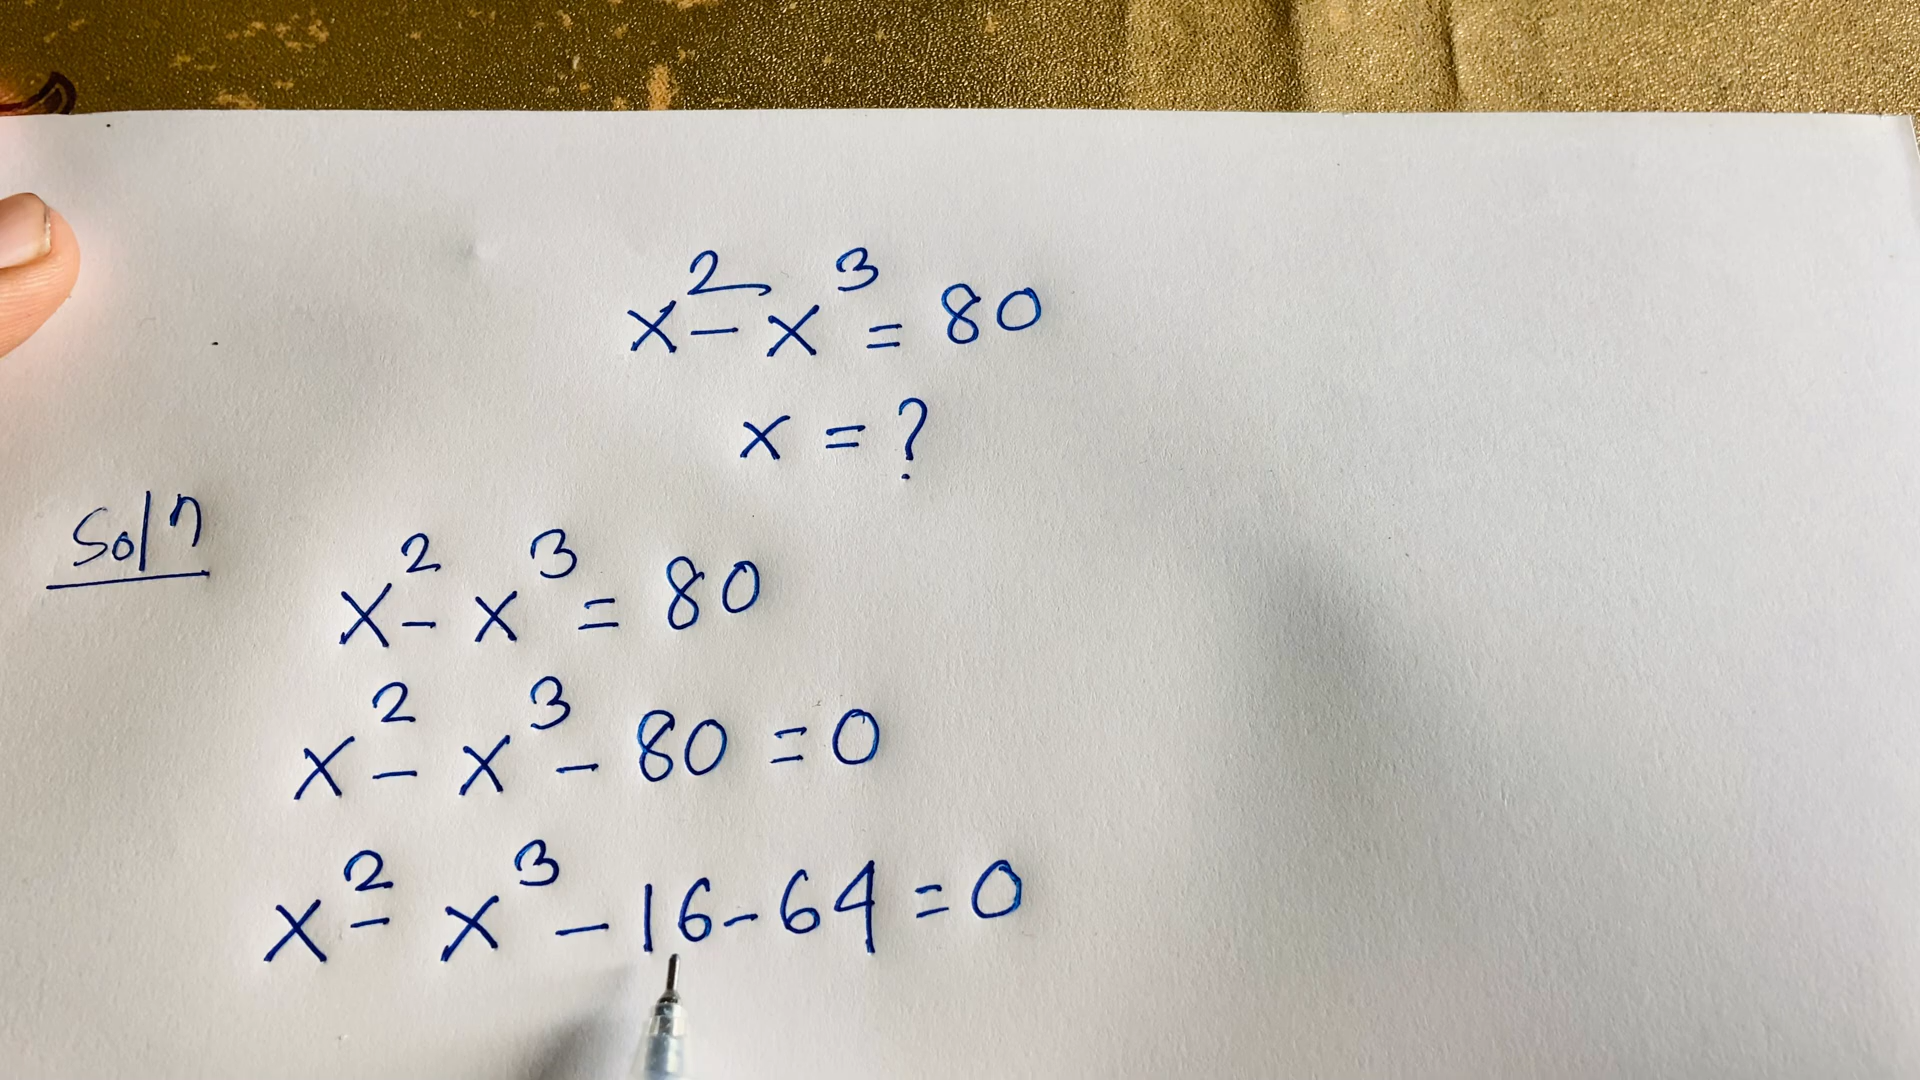 x² - x³ = 80
x = ?
Sol n
x² - x³ = 80
x² - x³ - 80 = 0
x² - x³ - 16 - 64 = 0